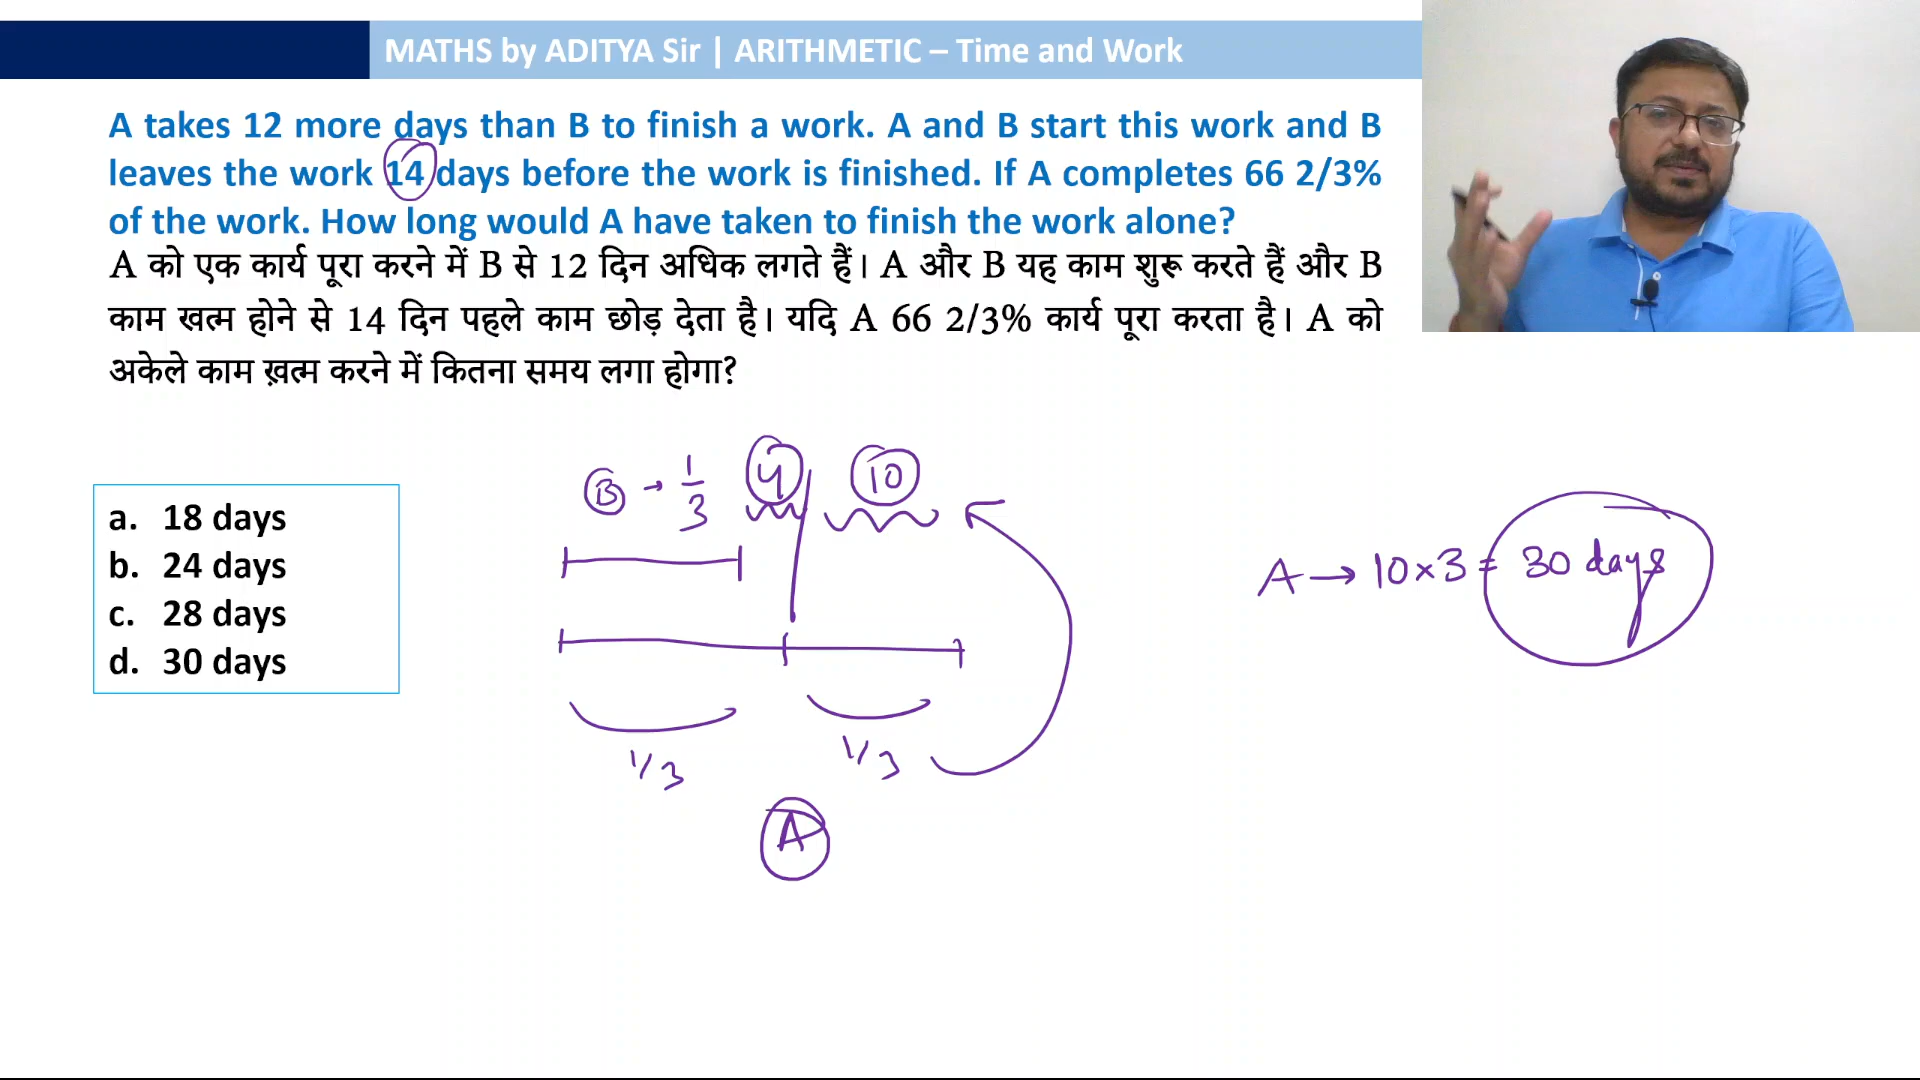 MATHS by ADITYA Sir | ARITHMETIC – Time and Work
A takes 12 more days than B to finish a work. A and B start this work and B
leaves the work 14 days before the work is finished. If A completes 66 2/3%
of the work. How long would A have taken to finish the work alone?
A को एक कार्य पूरा करने में B से 12 दिन अधिक लगते हैं। A और B यह काम शुरू करते हैं और B
काम खत्म होने से 14 दिन पहले काम छोड़ देता है। यदि A 66 2/3% कार्य पूरा करता है। A को
अकेले काम ख़त्म करने में कितना समय लगा होगा?
a. 18 days
b. 24 days
c. 28 days
d. 30 days
B → 1/3 4 10
1/3 1/3
A
A → 10×3 = 30 days